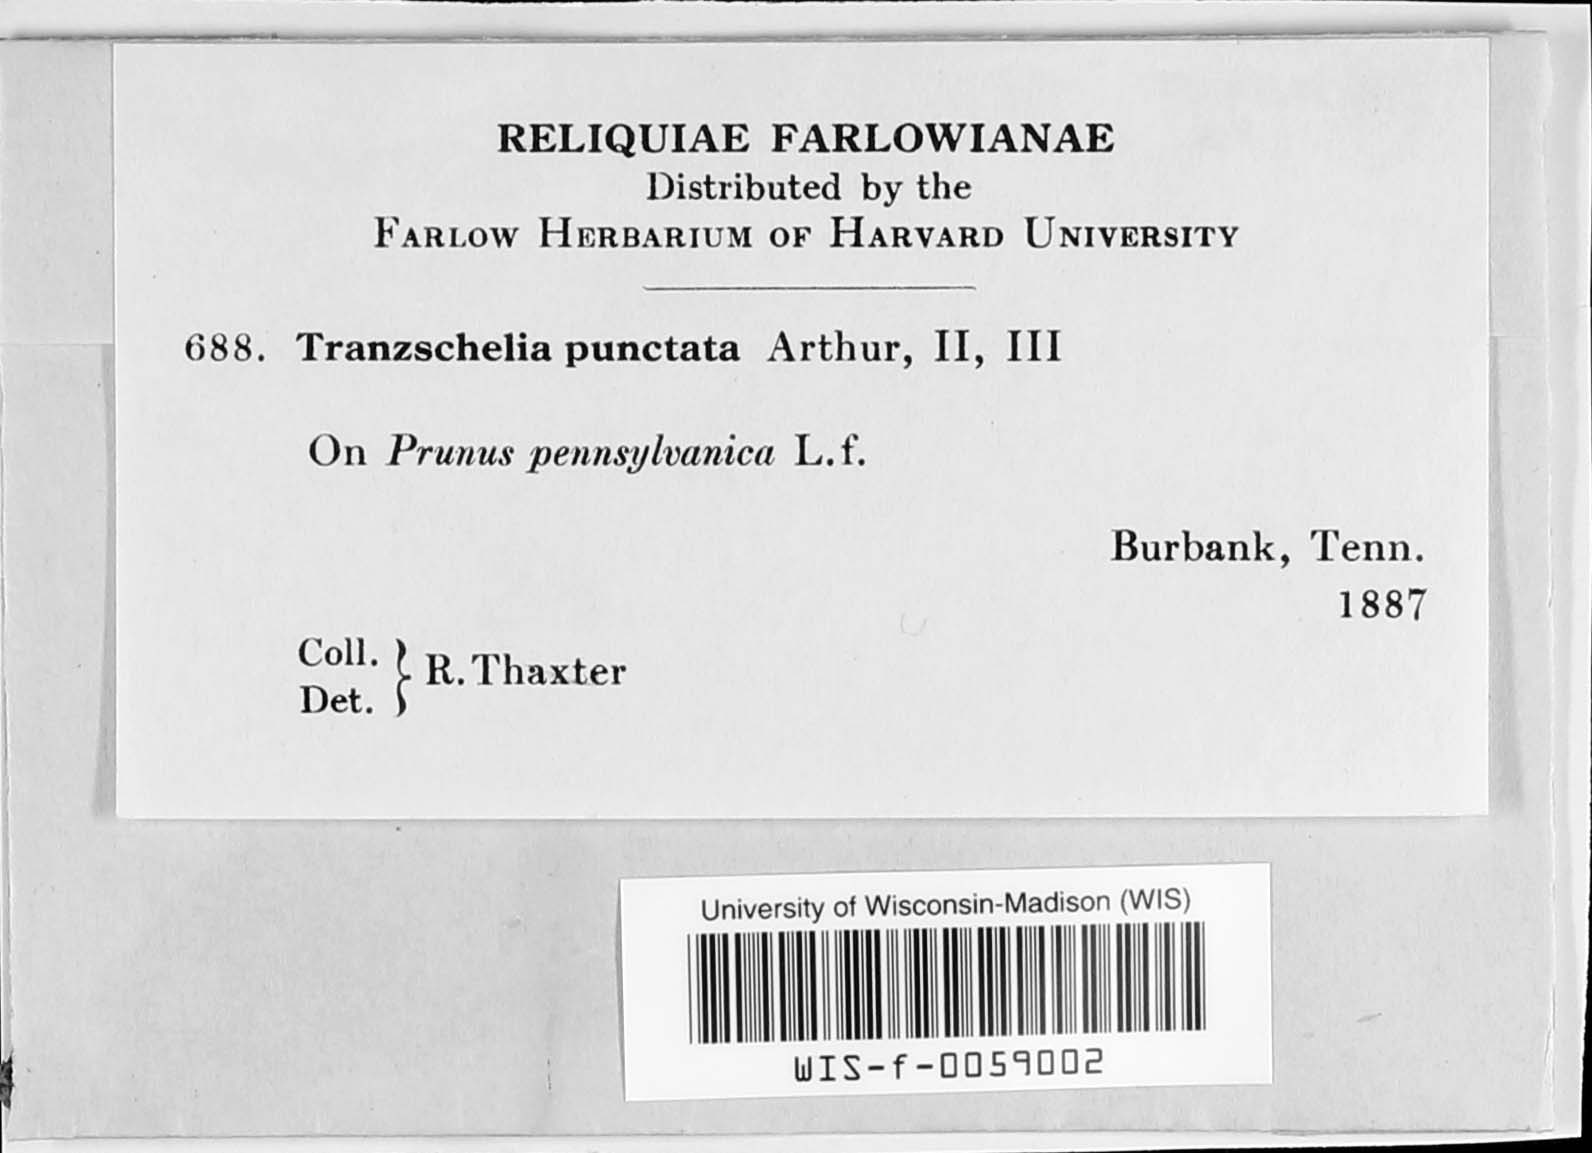 RELIQUIAE FARLOWIANAE
Distributed by the
FARLOW HERBARIUM OF HARVARD UNIVERSITY
688. Tranzschelia punctata Arthur, II, III
On Prunus pennsylvanica L.f.
Burbank, Tenn.
1887
Coll.
Det. } R. Thaxter
University of Wisconsin-Madison (WIS)
WIS-f-0059002